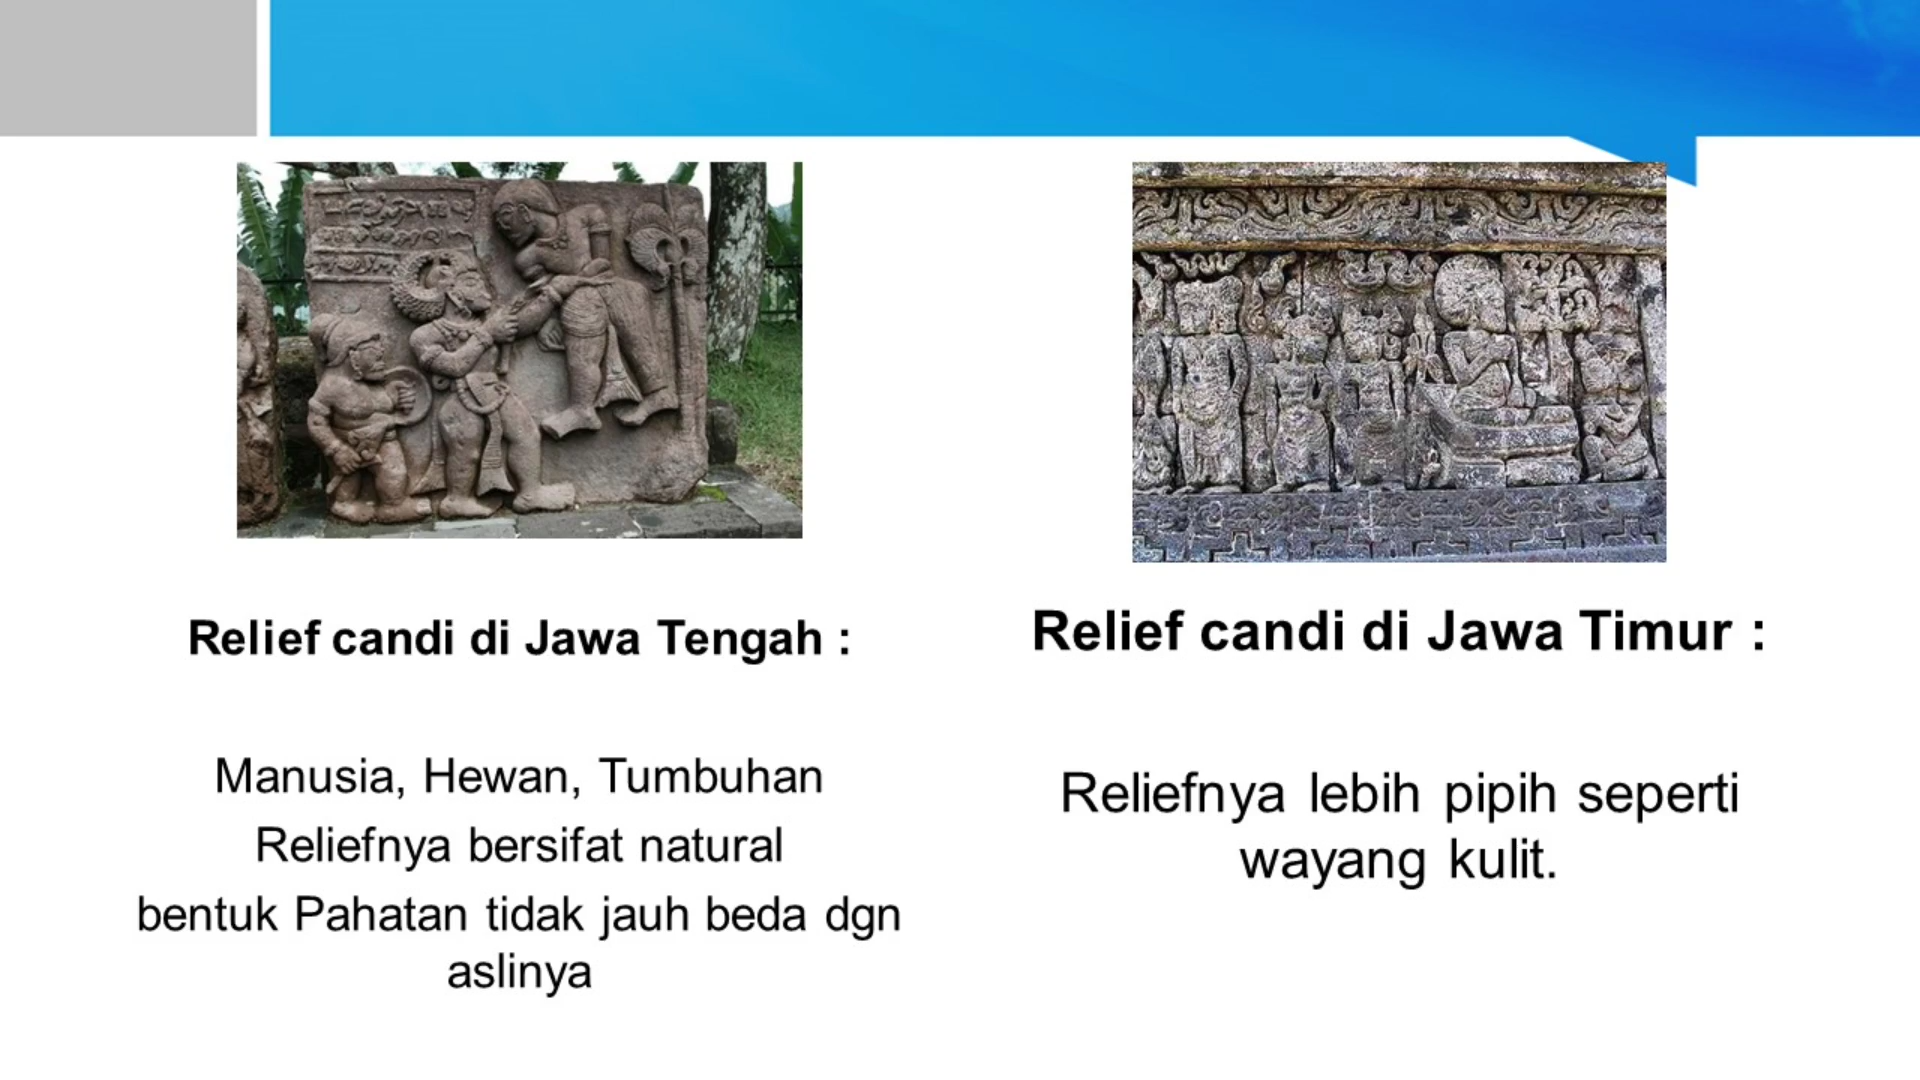 Relief candi di Jawa Tengah :
Manusia, Hewan, Tumbuhan
Reliefnya bersifat natural
bentuk Pahatan tidak jauh beda dgn
aslinya
Relief candi di Jawa Timur :
Reliefnya lebih pipih seperti
wayang kulit.